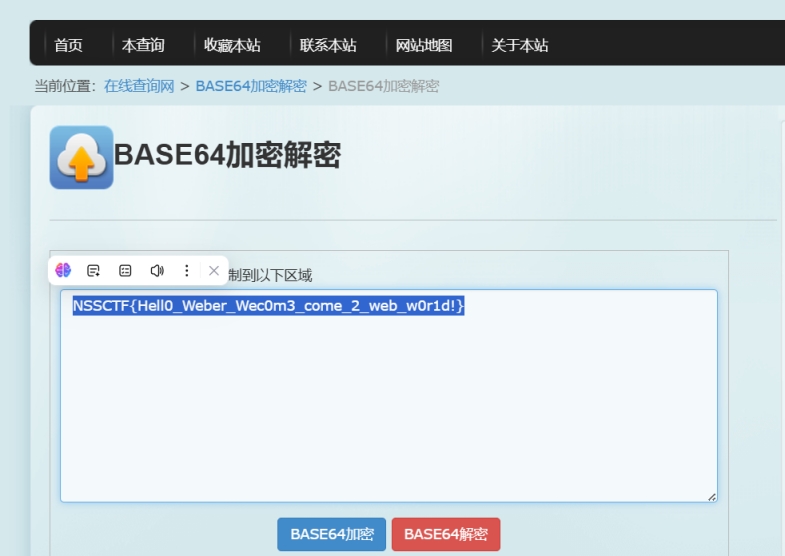 首页 本查询 收藏本站 联系本站 网站地图 关于本站
当前位置：在线查询网 > BASE64加密解密 > BASE64加密解密
BASE64加密解密
制到以下区域
NSSCTF{Hell0_Weber_Wec0m3_come_2_web_w0r1d!}
BASE64加密 BASE64解密